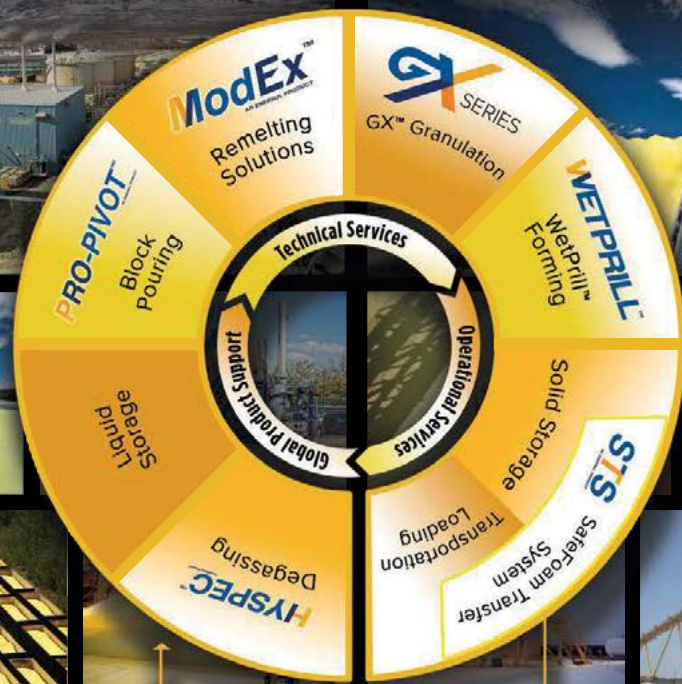 ModEx™
AN ENERSUL PRODUCT
Remelting
Solutions
GX SERIES
GX™ Granulation
WETPRILL™
WetPrill™
Forming
Solid Storage
STS
SafeFoam Transfer
System
Transportation
Loading
HYSPEC™
Degassing
Liquid
Storage
PRO-PIVOT™
Block
Pouring
Technical Services
Operational Services
Global Product Support